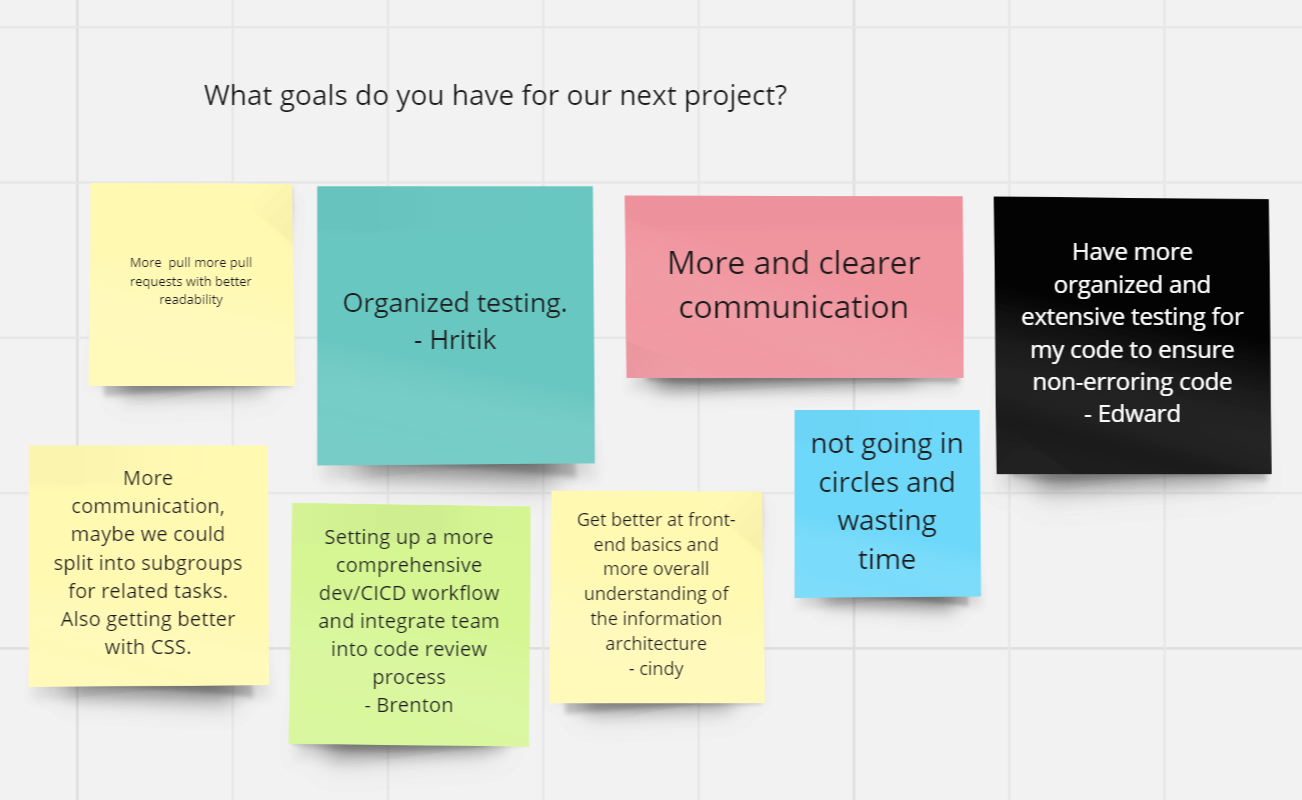 What goals do you have for our next project?
More  pull more pull
requests with better
readability
Organized testing.
- Hritik
More and clearer
communication
Have more
organized and
extensive testing for
my code to ensure
non-erroring code
- Edward
not going in
circles and
wasting
time
More
communication,
maybe we could
split into subgroups
for related tasks.
Also getting better
with CSS.
Setting up a more
comprehensive
dev/CICD workflow
and integrate team
into code review
process
- Brenton
Get better at front-
end basics and
more overall
understanding of
the information
architecture
- cindy